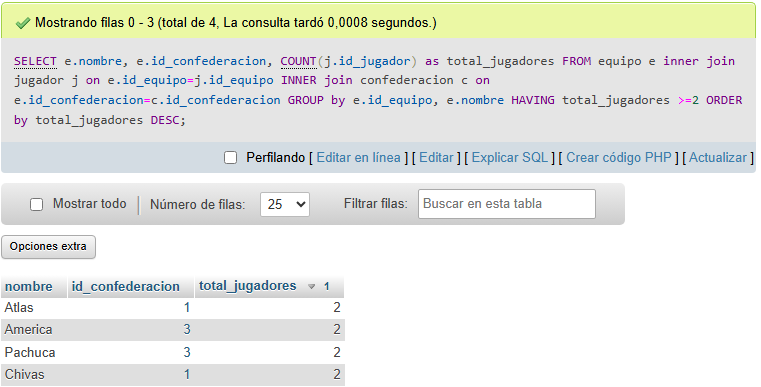 Mostrando filas 0 - 3 (total de 4, La consulta tardó 0,0008 segundos.)
SELECT e.nombre, e.id_confederacion, COUNT(j.id_jugador) as total_jugadores FROM equipo e inner join
jugador j on e.id_equipo=j.id_equipo INNER join confederacion c on
e.id_confederacion=c.id_confederacion GROUP by e.id_equipo, e.nombre HAVING total_jugadores >=2 ORDER
by total_jugadores DESC;
Perfilando [ Editar en línea ] [ Editar ] [ Explicar SQL ] [ Crear código PHP ] [ Actualizar ]
Mostrar todo Número de filas: 25 Filtrar filas: Buscar en esta tabla
Opciones extra
nombre id_confederacion total_jugadores 1
Atlas 1 2
America 3 2
Pachuca 3 2
Chivas 1 2